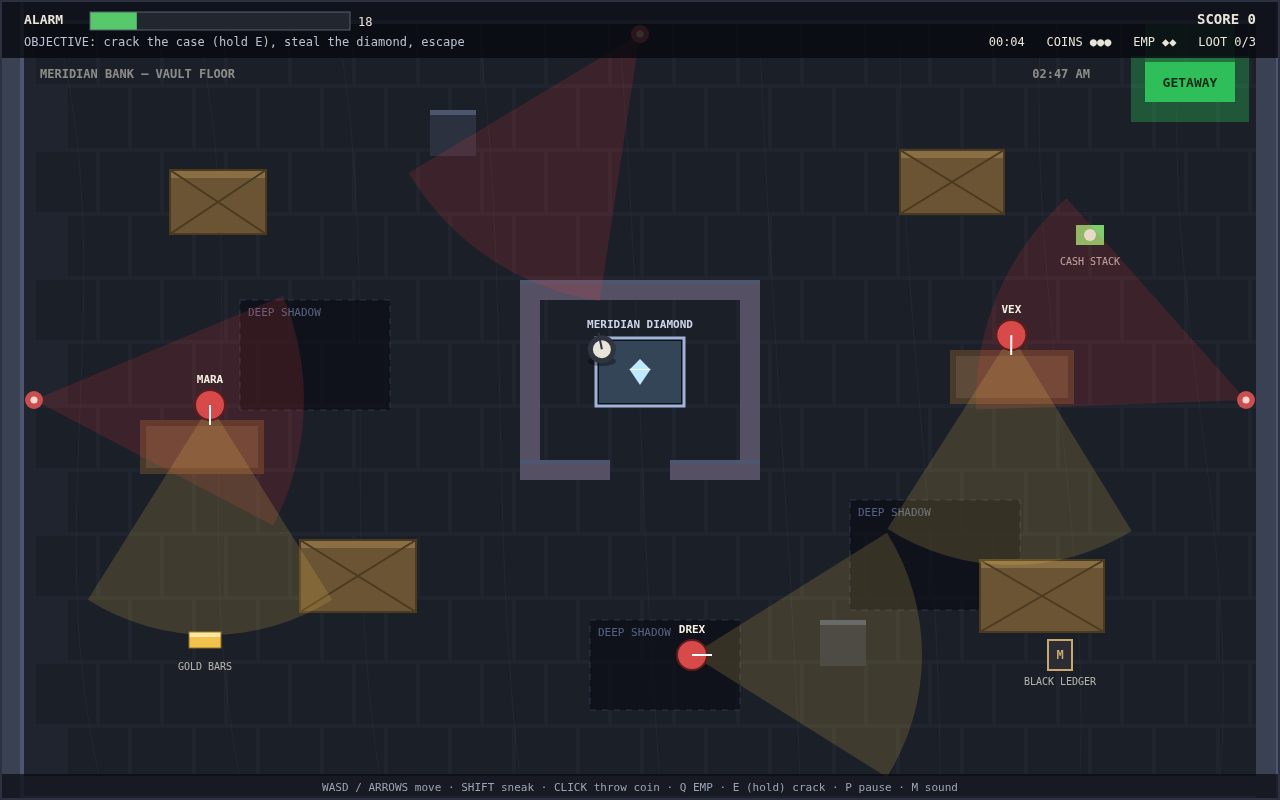 ALARM 18 SCORE 0
OBJECTIVE: crack the case (hold E), steal the diamond, escape 00:04 COINS ●●● EMP ◆◆ LOOT 0/3
MERIDIAN BANK — VAULT FLOOR 02:47 AM GETAWAY
CASH STACK
DEEP SHADOW
VEX
MERIDIAN DIAMOND
MARA
DEEP SHADOW
DEEP SHADOW DREX
M
GOLD BARS
BLACK LEDGER
WASD / ARROWS move · SHIFT sneak · CLICK throw coin · Q EMP · E (hold) crack · P pause · M sound